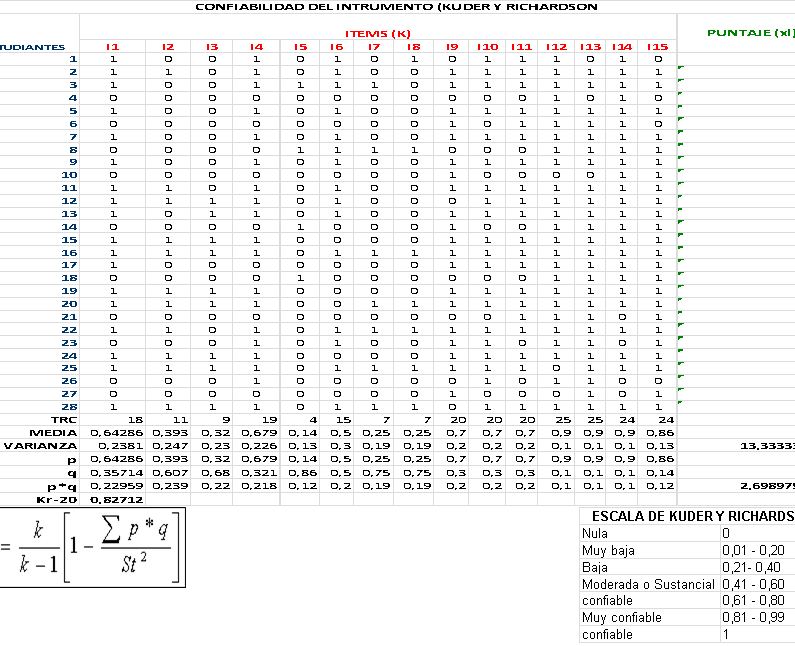 CONFIABILIDAD DEL INTRUMENTO (KUDER Y RICHARDSON
ITEMS (K)
PUNTAJE (xI)
UDIANTES I1 I2 I3 I4 I5 I6 I7 I8 I9 I10 I11 I12 I13 I14 I15
1 1 0 0 1 0 1 0 1 0 1 1 1 0 1 0
2 1 1 0 1 0 1 0 0 1 1 1 1 1 1 1
3 1 0 0 1 1 1 1 0 1 1 1 1 1 1 1
4 0 0 0 0 0 0 0 0 0 0 0 1 0 1 0
5 1 0 0 1 0 1 0 0 1 1 1 1 1 1 1
6 0 0 0 0 0 0 0 0 1 0 1 1 1 1 0
7 1 0 0 1 0 1 0 0 1 1 1 1 1 1 1
8 0 0 0 0 1 1 1 1 0 0 0 1 1 1 1
9 1 0 0 1 0 1 0 0 1 1 1 1 1 1 1
10 0 0 0 0 0 0 0 0 1 0 0 0 0 1 1
11 1 1 0 1 0 0 0 0 1 1 1 1 1 1 1
12 1 0 1 1 0 0 0 0 0 1 1 1 1 1 1
13 1 0 1 1 0 1 0 0 1 1 1 1 1 1 1
14 0 0 0 0 1 0 0 0 1 0 0 1 1 1 1
15 1 1 1 1 0 0 0 0 1 1 1 1 1 1 1
16 1 1 1 1 0 1 1 1 1 1 1 1 1 1 1
17 1 0 0 0 0 0 0 0 1 1 1 1 1 1 1
18 0 0 0 0 1 0 0 0 0 0 0 1 1 1 1
19 1 1 1 1 0 0 0 0 1 1 1 1 1 1 1
20 1 1 1 1 0 0 1 1 1 1 1 1 1 1 1
21 0 0 0 0 0 0 0 0 0 0 1 1 1 0 1
22 1 1 0 1 0 1 1 1 1 1 1 1 1 1 1
23 0 0 0 1 0 1 0 0 1 1 0 1 1 1 1
24 1 1 1 1 0 0 0 0 1 1 1 1 1 1 1
25 1 1 1 1 0 1 1 1 1 1 1 0 1 1 1
26 0 0 0 1 0 1 0 0 1 1 0 1 1 0 0
27 0 0 0 0 0 0 0 0 0 0 0 1 1 0 1
28 1 1 1 1 0 1 1 1 0 1 1 1 1 1 1
TRC 18 11 9 19 4 15 7 7 20 20 20 25 25 24 24
MEDIA 0,64286 0,393 0,32 0,679 0,14 0,5 0,25 0,25 0,7 0,7 0,7 0,9 0,9 0,9 0,86
VARIANZA 0,2381 0,247 0,23 0,226 0,13 0,3 0,19 0,19 0,2 0,2 0,2 0,1 0,1 0,1 0,13 13,3333
p 0,64286 0,393 0,32 0,679 0,14 0,5 0,25 0,25 0,7 0,7 0,7 0,9 0,9 0,9 0,86
q 0,35714 0,607 0,68 0,321 0,86 0,5 0,75 0,75 0,3 0,3 0,3 0,1 0,1 0,1 0,14
p*q 0,22959 0,239 0,22 0,218 0,12 0,2 0,19 0,19 0,2 0,2 0,2 0,1 0,1 0,1 0,12 2,698979
Kr-20 0,82712
= k / k − 1 [ 1 − ∑ p * q / St² ]
ESCALA DE KUDER Y RICHARDS
Nula 0
Muy baja 0,01 - 0,20
Baja 0,21- 0,40
Moderada o Sustancial 0,41 - 0,60
confiable 0,61 - 0,80
Muy confiable 0,81 - 0,99
confiable 1